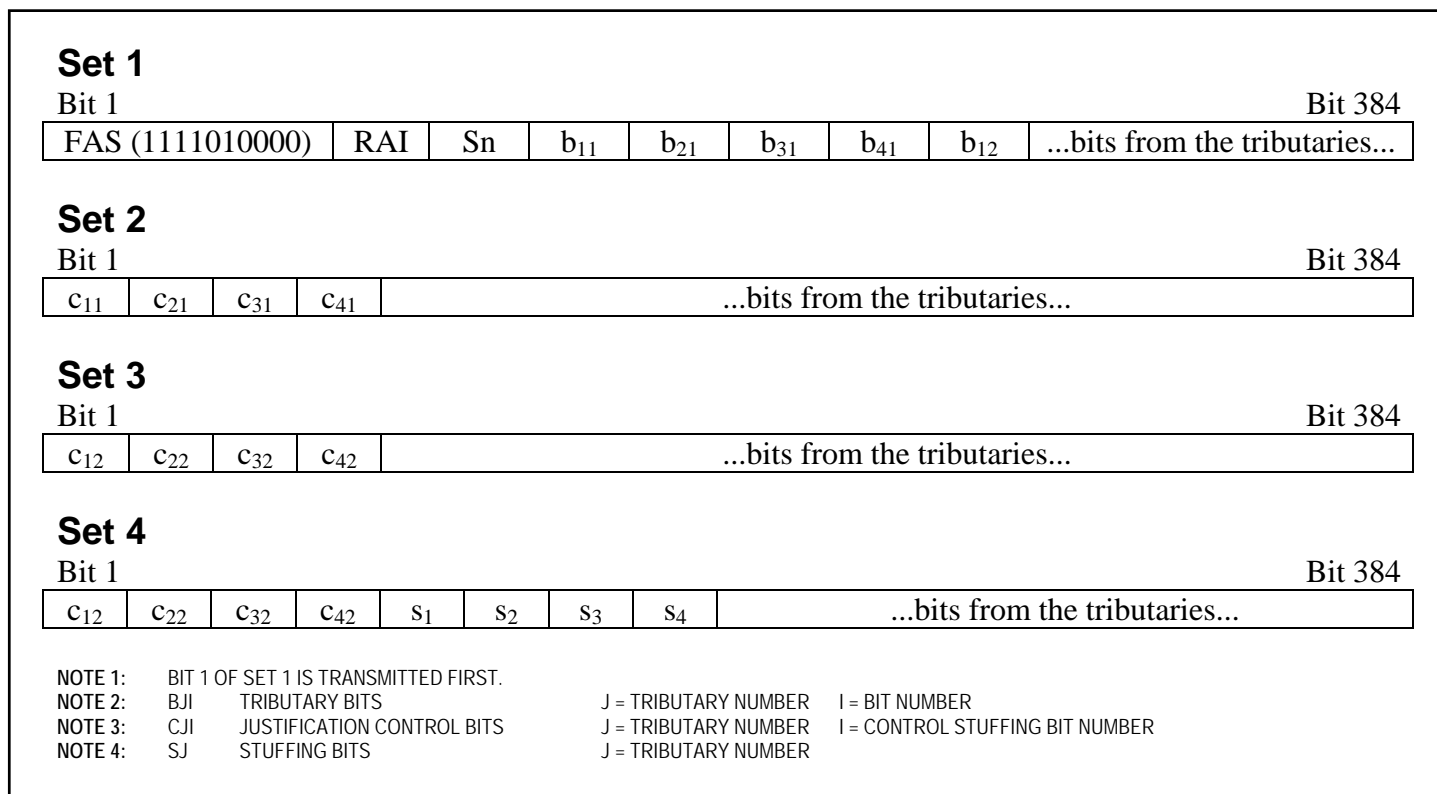 Set 1
Bit 1 Bit 384
FAS (1111010000) RAI Sn b11 b21 b31 b41 b12 ...bits from the tributaries...
Set 2
Bit 1 Bit 384
c11 c21 c31 c41 ...bits from the tributaries...
Set 3
Bit 1 Bit 384
c12 c22 c32 c42 ...bits from the tributaries...
Set 4
Bit 1 Bit 384
c12 c22 c32 c42 s1 s2 s3 s4 ...bits from the tributaries...
NOTE 1: BIT 1 OF SET 1 IS TRANSMITTED FIRST.
NOTE 2: BJI TRIBUTARY BITS J = TRIBUTARY NUMBER I = BIT NUMBER
NOTE 3: CJI JUSTIFICATION CONTROL BITS J = TRIBUTARY NUMBER I = CONTROL STUFFING BIT NUMBER
NOTE 4: SJ STUFFING BITS J = TRIBUTARY NUMBER